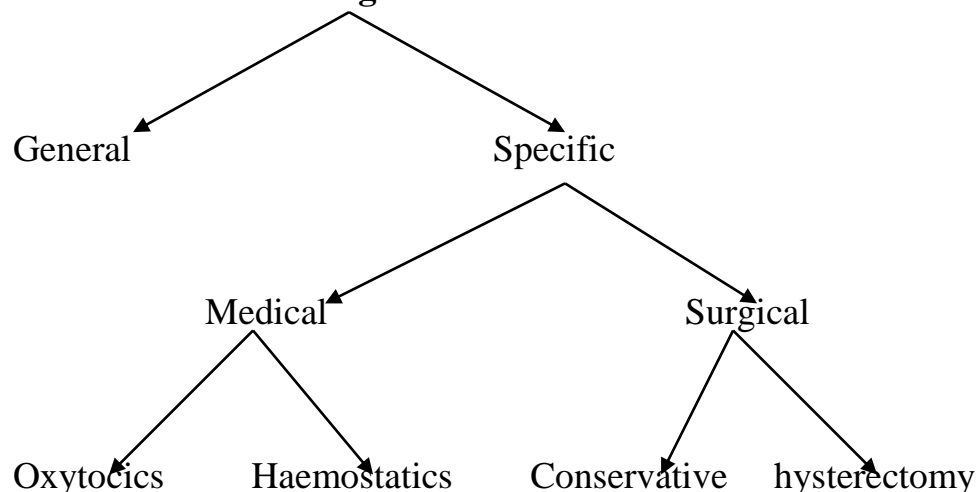 General Specific
Medical Surgical
Oxytocics Haemostatics Conservative hysterectomy